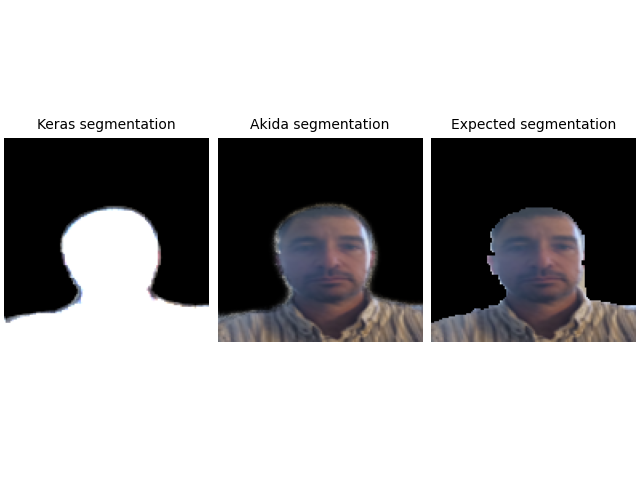 Keras segmentation
Akida segmentation
Expected segmentation